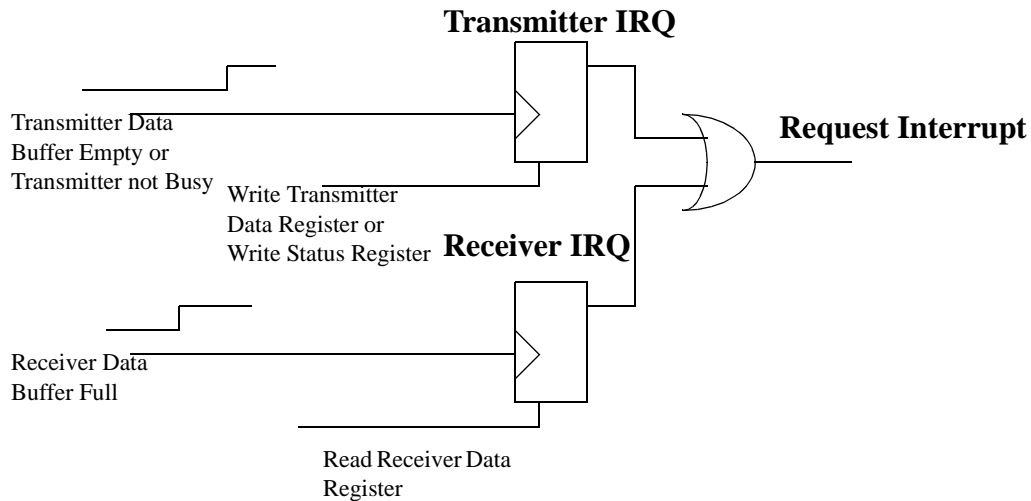 Transmitter IRQ
Transmitter Data
Buffer Empty or
Transmitter not Busy
Request Interrupt
Write Transmitter
Data Register or
Write Status Register
Receiver IRQ
Receiver Data
Buffer Full
Read Receiver Data
Register